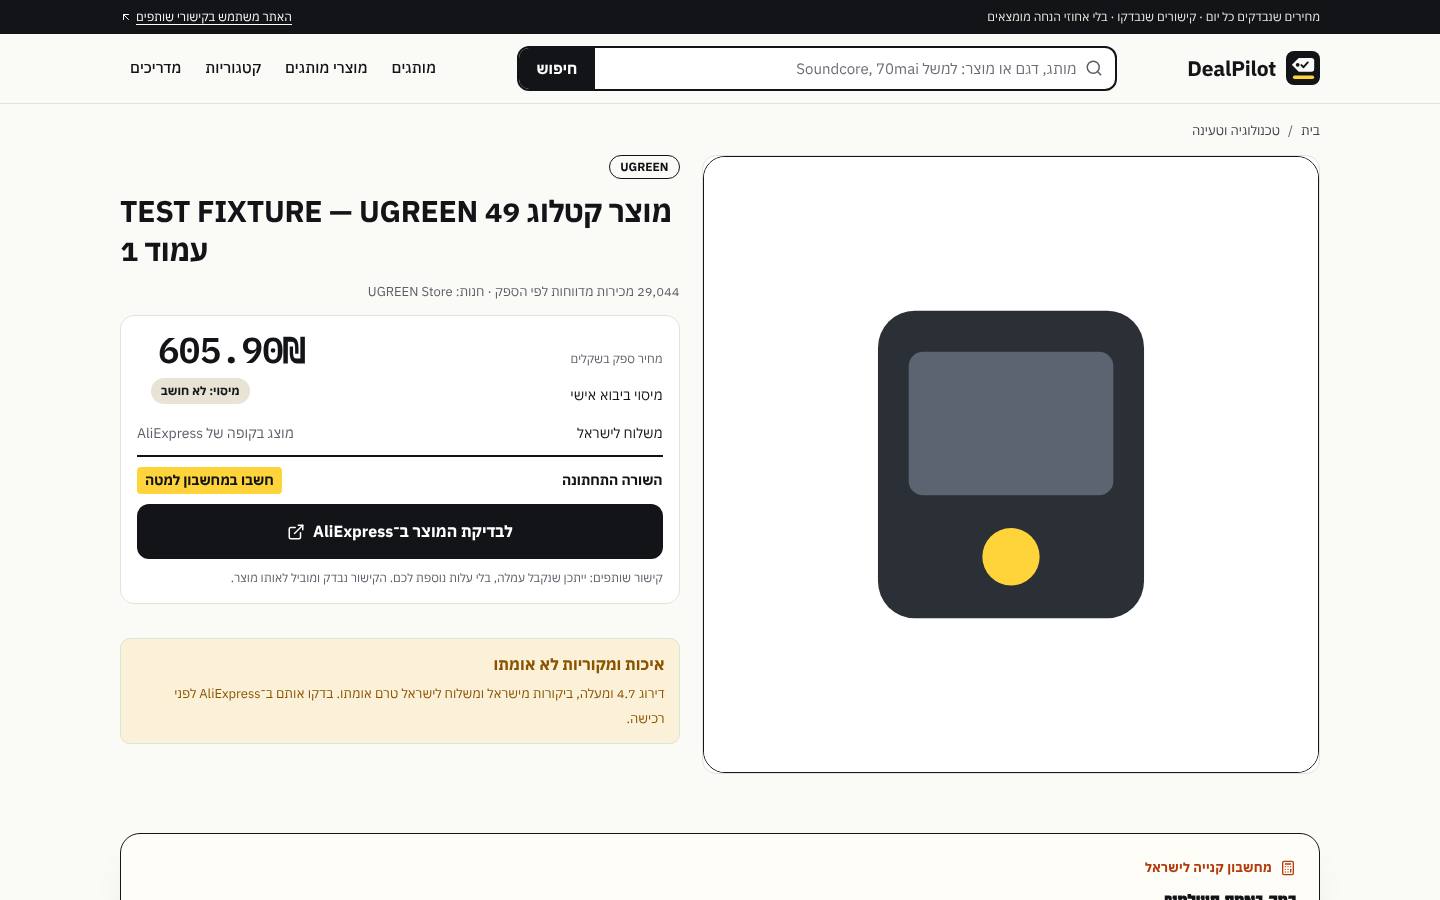 מחירים שנבדקים כל יום · קישורים שנבדקו · בלי אחוזי הנחה מומצאים
האתר משתמש בקישורי שותפים
DealPilot
מותג, דגם או מוצר: למשל Soundcore, 70mai
חיפוש
מותגים
מוצרי מותגים
קטגוריות
מדריכים
בית / טכנולוגיה וטעינה
UGREEN
TEST FIXTURE — UGREEN מוצר קטלוג 49
עמוד 1
29,044 מכירות מדווחות לפי הספק · חנות: UGREEN Store
מחיר ספק בשקלים
605.90₪
מיסוי ביבוא אישי
מיסוי: לא חושב
משלוח לישראל
מוצג בקופה של AliExpress
השורה התחתונה
חשבו במחשבון למטה
לבדיקת המוצר ב־AliExpress
קישור שותפים: ייתכן שנקבל עמלה, בלי עלות נוספת לכם. הקישור נבדק ומוביל לאותו מוצר.
איכות ומקוריות לא אומתו
דירוג 4.7 ומעלה, ביקורות מישראל ומשלוח לישראל טרם אומתו. בדקו אותם ב־AliExpress לפני
רכישה.
מחשבון קנייה לישראל